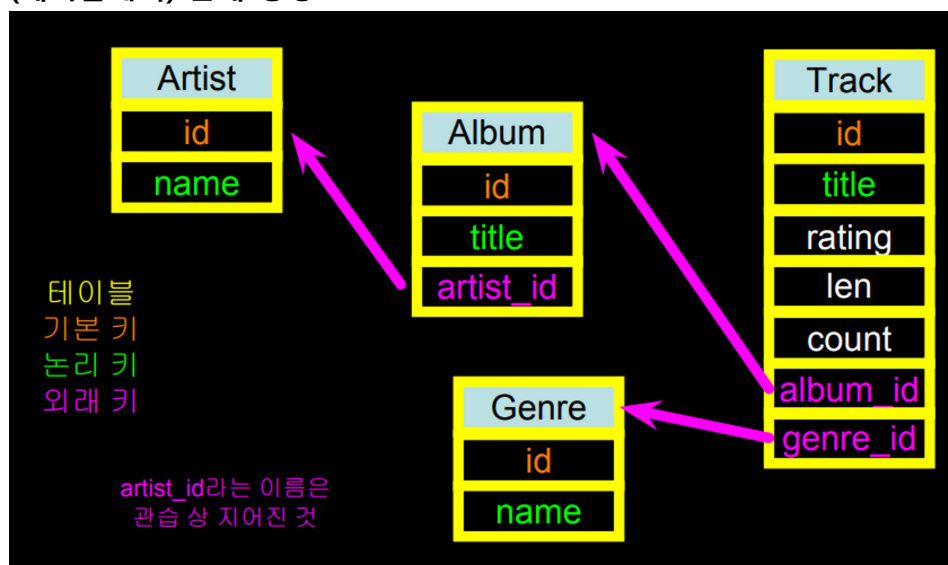 Artist
id
name
Album
id
title
artist_id
Track
id
title
rating
len
count
album_id
genre_id
Genre
id
name
테이블
기본 키
논리 키
외래 키
artist_id라는 이름은
관습 상 지어진 것